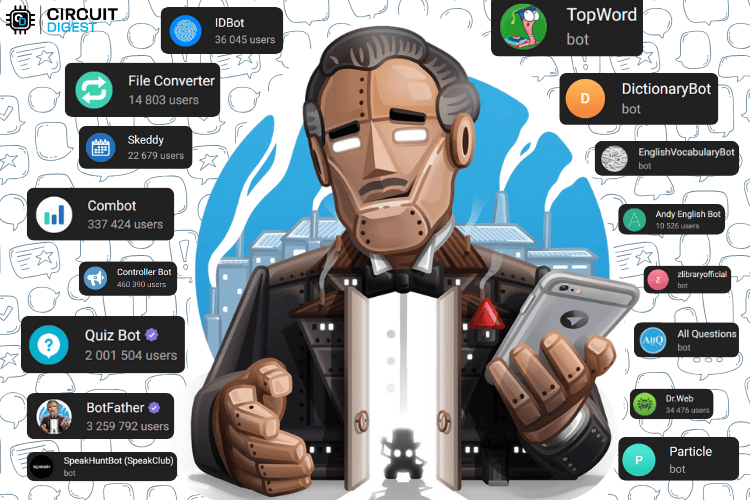 CIRCUIT
DIGEST
IDBot
36 045 users
File Converter
14 803 users
Skeddy
22 679 users
Combot
337 424 users
Controller Bot
460 390 users
Quiz Bot
2 001 504 users
BotFather
3 259 792 users
speak
SpeakHuntBot (SpeakClub)
bot
TopWord
bot
D
DictionaryBot
bot
EnglishVocabularyBot
bot
A
Andy English Bot
10 526 users
z
zlibraryofficial
bot
AllQ
All Questions
bot
Dr.Web
34 476 users
P
Particle
bot